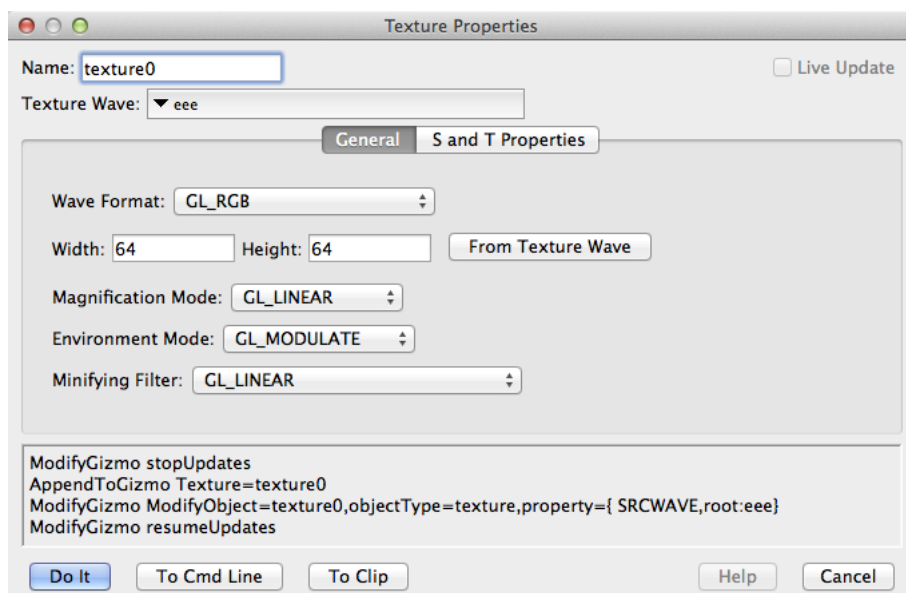 Texture Properties
Name: texture0
Live Update
Texture Wave: eee
General S and T Properties
Wave Format: GL_RGB
Width: 64 Height: 64 From Texture Wave
Magnification Mode: GL_LINEAR
Environment Mode: GL_MODULATE
Minifying Filter: GL_LINEAR
ModifyGizmo stopUpdates
AppendToGizmo Texture=texture0
ModifyGizmo ModifyObject=texture0,objectType=texture,property={ SRCWAVE,root:eee}
ModifyGizmo resumeUpdates
Do It To Cmd Line To Clip Help Cancel